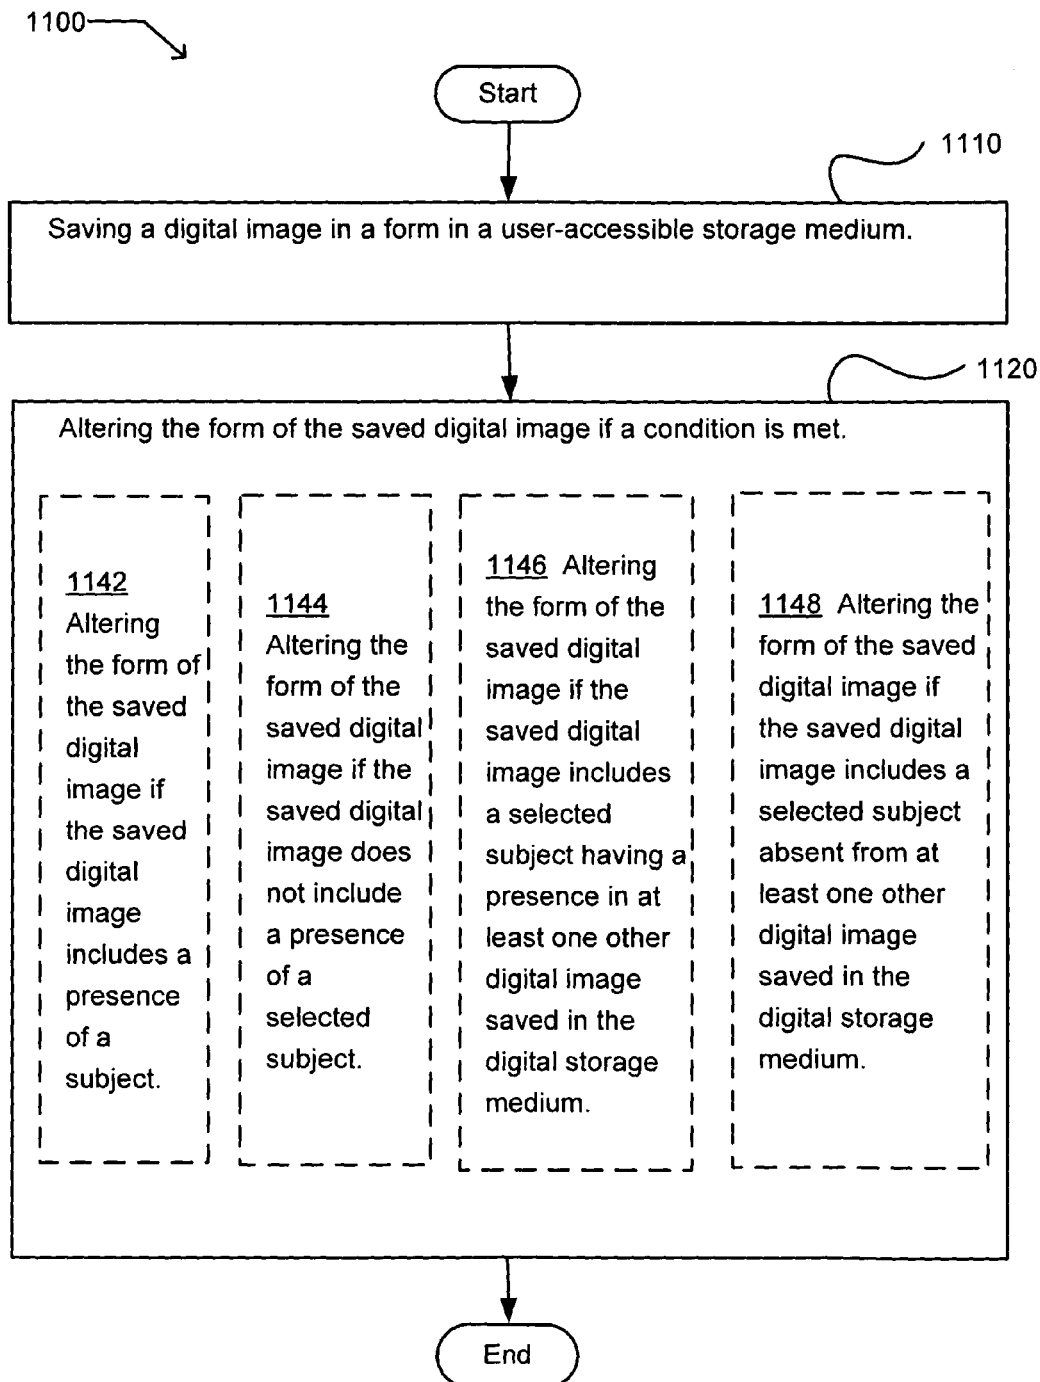 1100
Start
1110
Saving a digital image in a form in a user-accessible storage medium.
1120
Altering the form of the saved digital image if a condition is met.
1142
Altering
the form of
the saved
digital
image if
the saved
digital
image
includes a
presence
of a
subject.
1144
Altering the
form of the
saved digital
image if the
saved digital
image does
not include
a presence
of a
selected
subject.
1146 Altering
the form of the
saved digital
image if the
saved digital
image includes
a selected
subject having a
presence in at
least one other
digital image
saved in the
digital storage
medium.
1148 Altering the
form of the saved
digital image if
the saved digital
image includes a
selected subject
absent from at
least one other
digital image
saved in the
digital storage
medium.
End